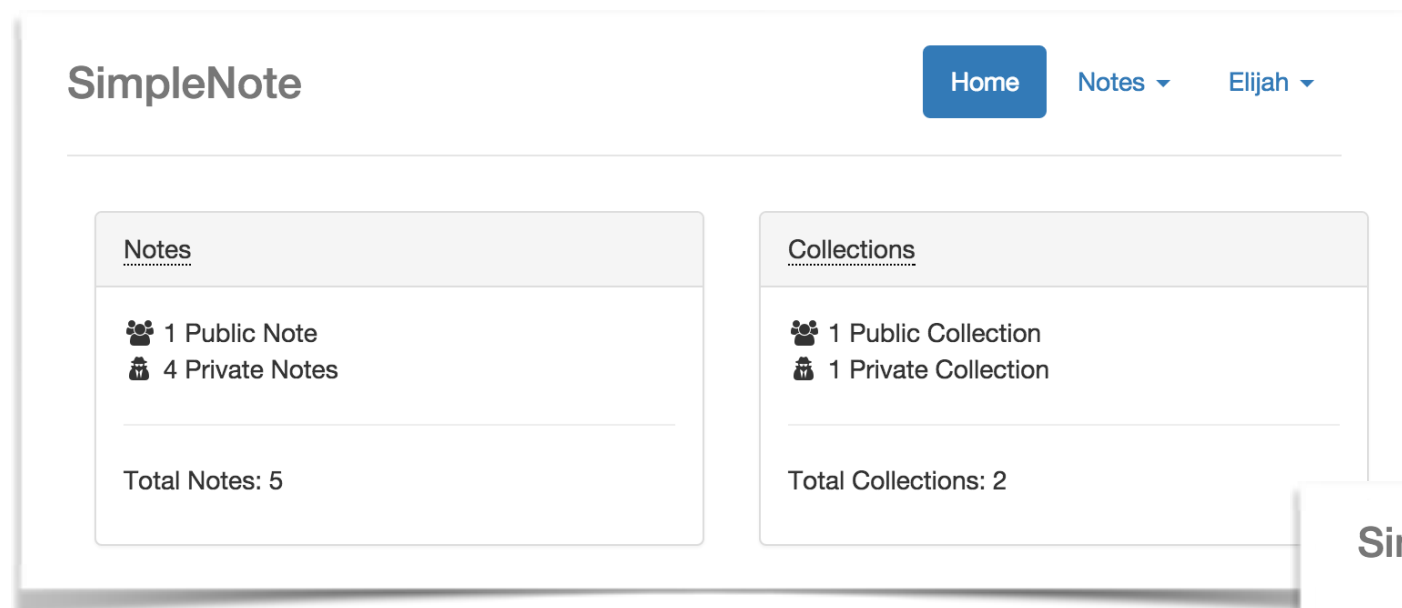 SimpleNote
Home Notes Elijah
Notes
1 Public Note
4 Private Notes
Total Notes: 5
Collections
1 Public Collection
1 Private Collection
Total Collections: 2